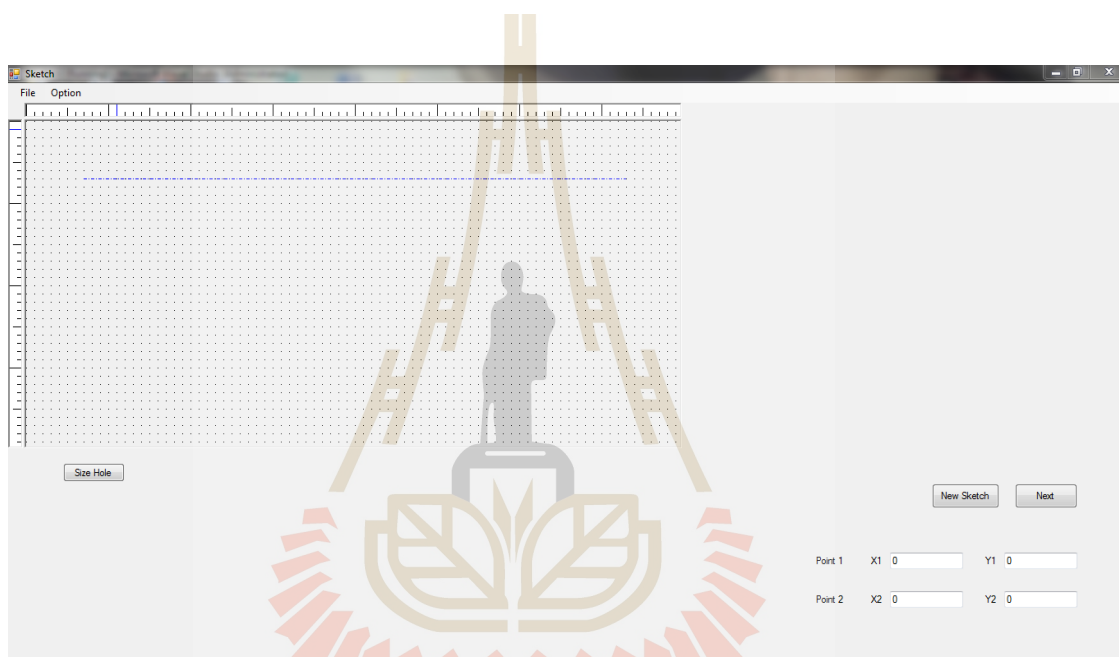 Sketch
File Option
Size Hole
New Sketch Next
Point 1 X1 0 Y1 0
Point 2 X2 0 Y2 0